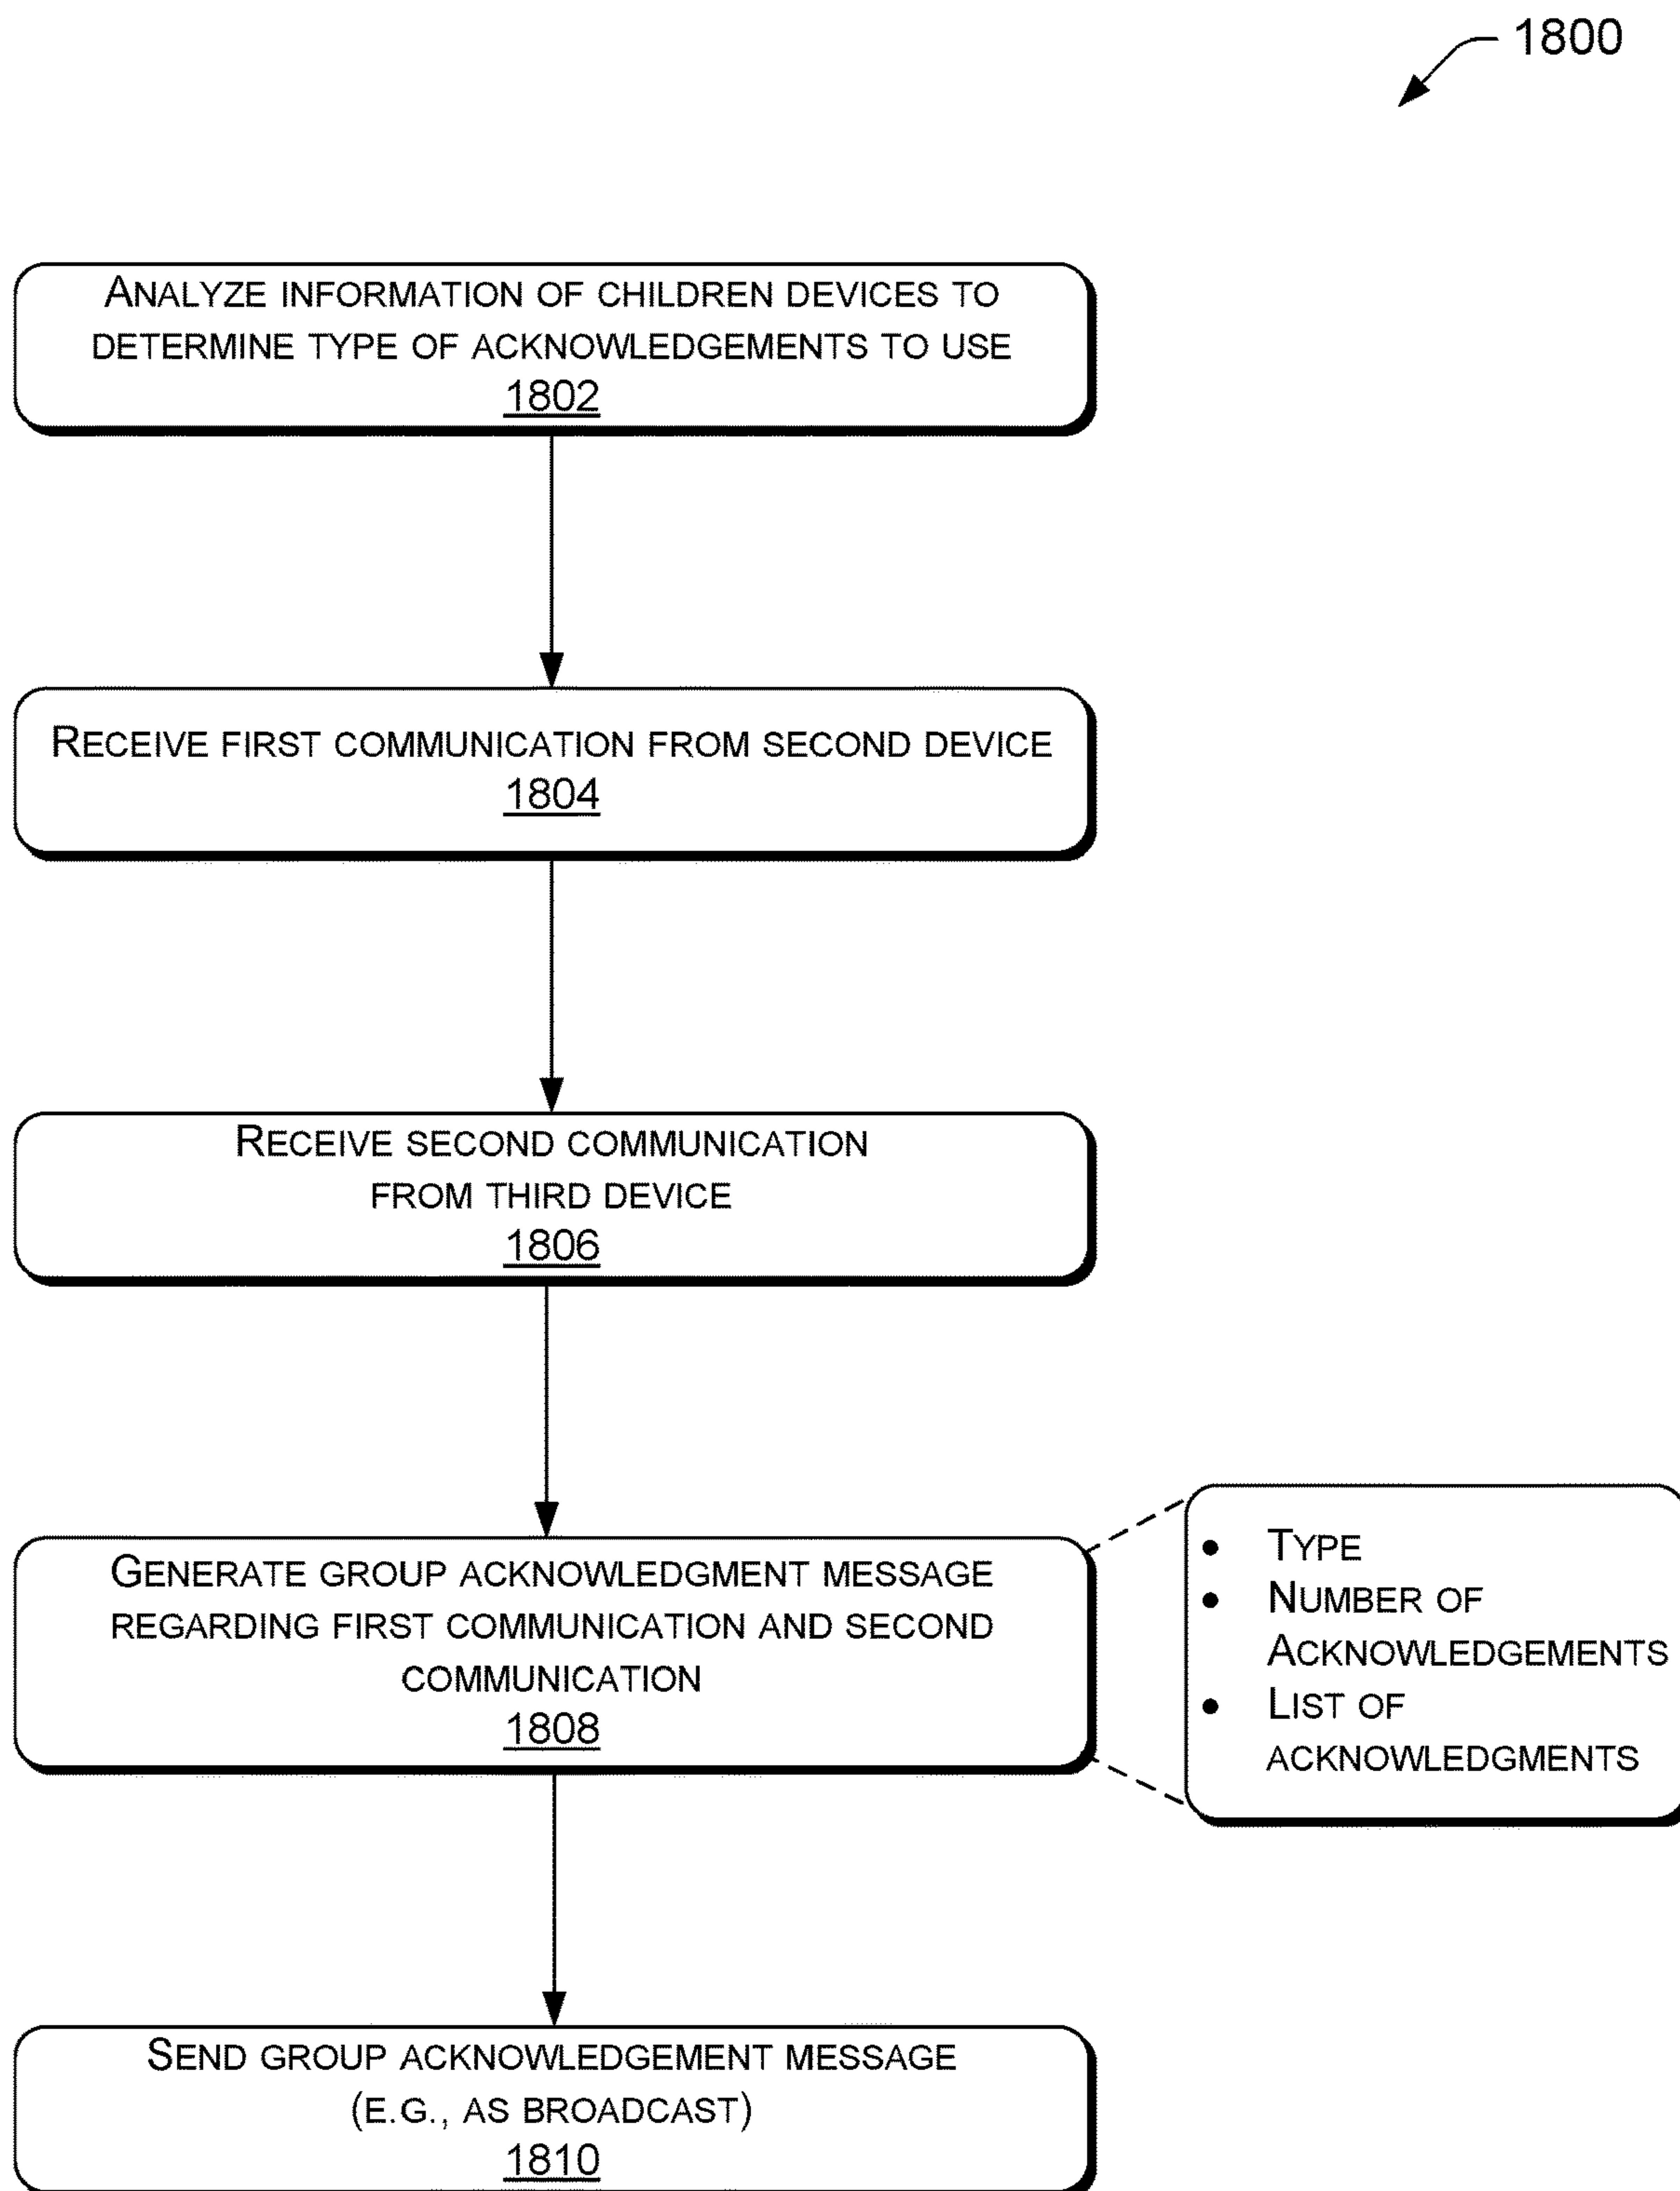 1800
ANALYZE INFORMATION OF CHILDREN DEVICES TO
DETERMINE TYPE OF ACKNOWLEDGEMENTS TO USE
1802
RECEIVE FIRST COMMUNICATION FROM SECOND DEVICE
1804
RECEIVE SECOND COMMUNICATION
FROM THIRD DEVICE
1806
GENERATE GROUP ACKNOWLEDGMENT MESSAGE
REGARDING FIRST COMMUNICATION AND SECOND
COMMUNICATION
1808
• TYPE
• NUMBER OF
ACKNOWLEDGEMENTS
• LIST OF
ACKNOWLEDGMENTS
SEND GROUP ACKNOWLEDGEMENT MESSAGE
(E.G., AS BROADCAST)
1810